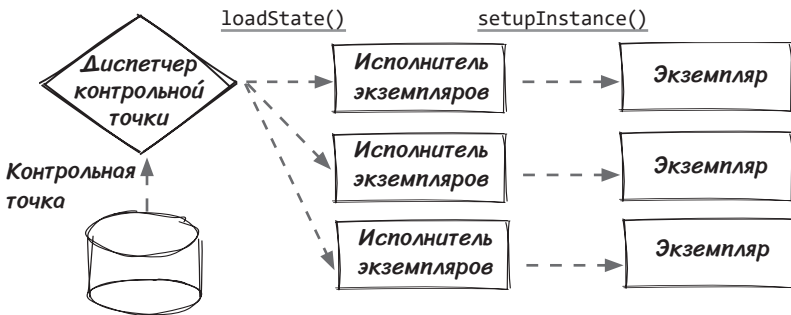 loadState()
setupInstance()
Диспетчер
контрольной
точки
Исполнитель
экземпляров
Экземпляр
Исполнитель
экземпляров
Экземпляр
Контрольная
точка
Исполнитель
экземпляров
Экземпляр